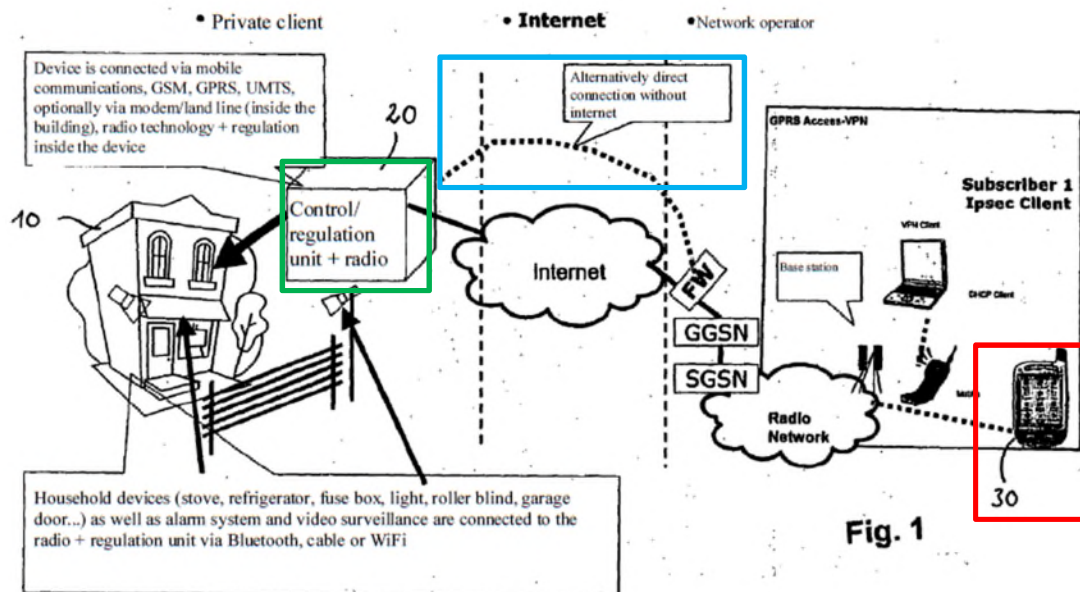 • Private client
• Internet
• Network operator
Device is connected via mobile
communications, GSM, GPRS, UMTS,
optionally via modem/land line (inside the
building), radio technology + regulation
inside the device
20
Alternatively direct
connection without
internet
GPRS Access-VPN
Subscriber 1
Ipsec Client
10
Control/
regulation
unit + radio
VPN Client
Internet
FW
Base station
DHCP Client
GGSN
SGSN
Radio
Network
30
Household devices (stove, refrigerator, fuse box, light, roller blind, garage
door...) as well as alarm system and video surveillance are connected to the
radio + regulation unit via Bluetooth, cable or WiFi
Fig. 1